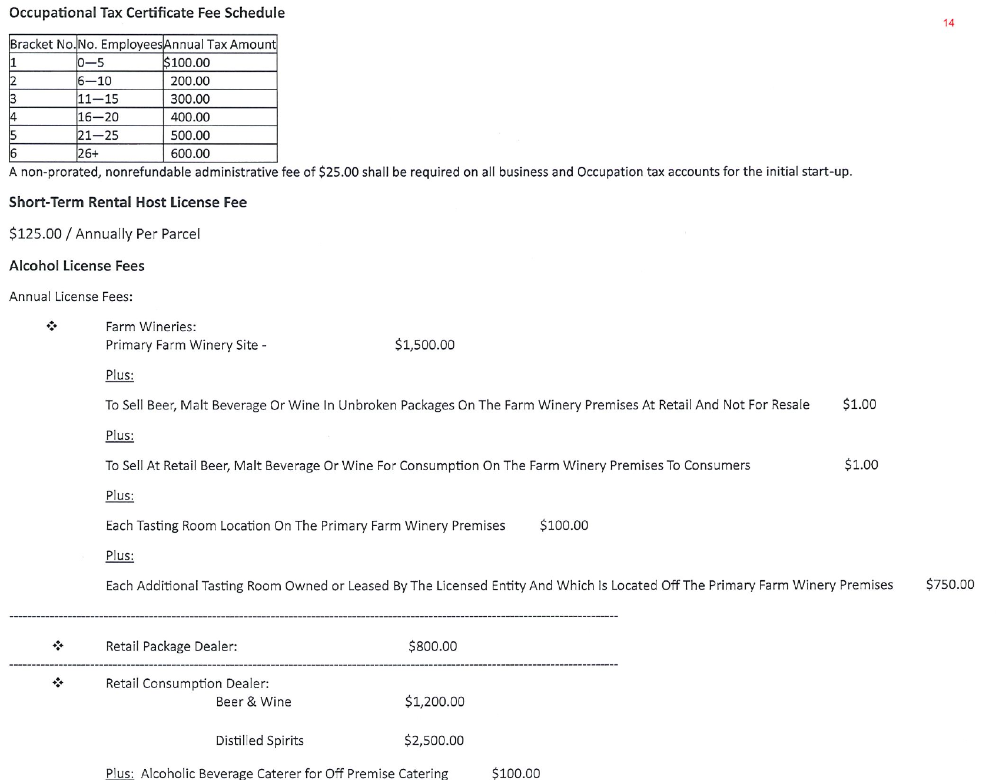 Occupational Tax Certificate Fee Schedule
14
Bracket No. No. Employees Annual Tax Amount
1 0—5 $100.00
2 6—10 200.00
3 11—15 300.00
4 16—20 400.00
5 21—25 500.00
6 26+ 600.00
A non-prorated, nonrefundable administrative fee of $25.00 shall be required on all business and Occupation tax accounts for the initial start-up.
Short-Term Rental Host License Fee
$125.00 / Annually Per Parcel
Alcohol License Fees
Annual License Fees:
❖ Farm Wineries:
Primary Farm Winery Site - $1,500.00
Plus:
To Sell Beer, Malt Beverage Or Wine In Unbroken Packages On The Farm Winery Premises At Retail And Not For Resale $1.00
Plus:
To Sell At Retail Beer, Malt Beverage Or Wine For Consumption On The Farm Winery Premises To Consumers $1.00
Plus:
Each Tasting Room Location On The Primary Farm Winery Premises $100.00
Plus:
Each Additional Tasting Room Owned or Leased By The Licensed Entity And Which Is Located Off The Primary Farm Winery Premises $750.00
❖ Retail Package Dealer: $800.00
❖ Retail Consumption Dealer:
Beer & Wine $1,200.00
Distilled Spirits $2,500.00
Plus: Alcoholic Beverage Caterer for Off Premise Catering $100.00